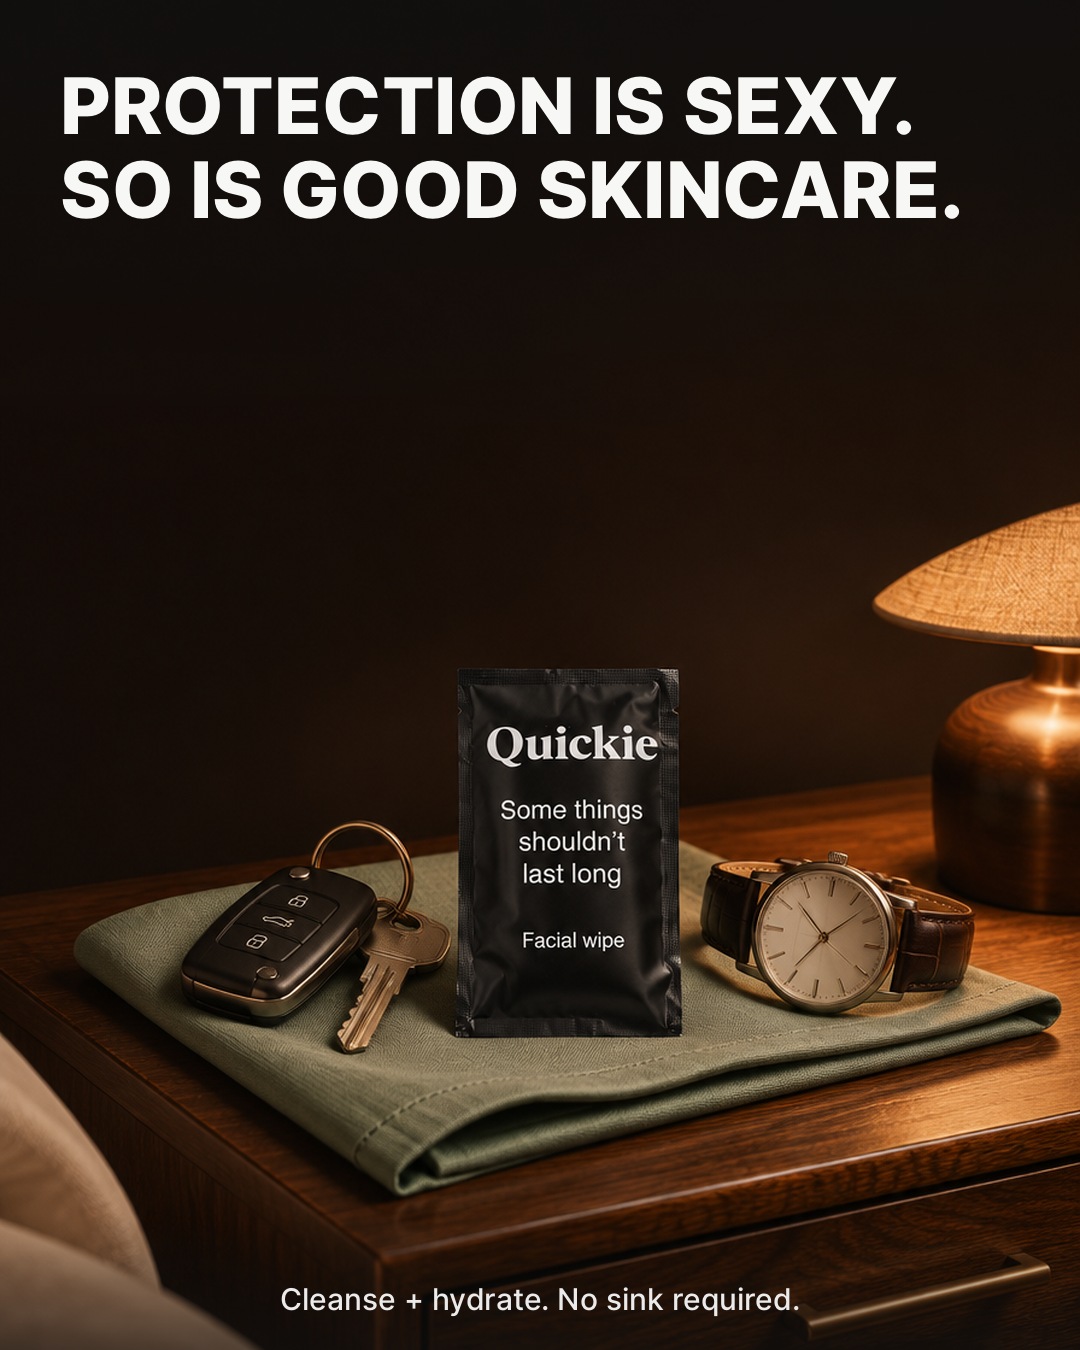 PROTECTION IS SEXY.
SO IS GOOD SKINCARE.
Quickie
Some things
shouldn’t
last long
Facial wipe
Cleanse + hydrate. No sink required.